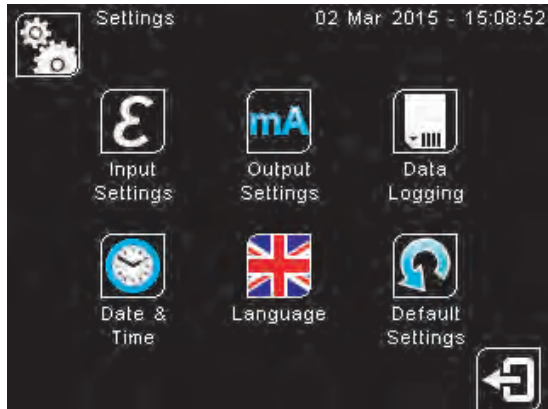 Settings
02 Mar 2015 - 15:08:52
ε
mA
Input
Settings
Output
Settings
Data
Logging
Date &
Time
Language
Default
Settings